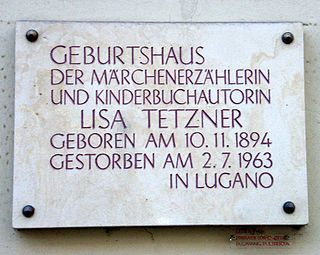 GEBURTSHAUS
DER MÄRCHENERZÄHLERIN
UND KINDERBUCHAUTORIN
LISA TETZNER
GEBOREN AM 10.11.1894
GESTORBEN AM 2.7.1963
IN LUGANO